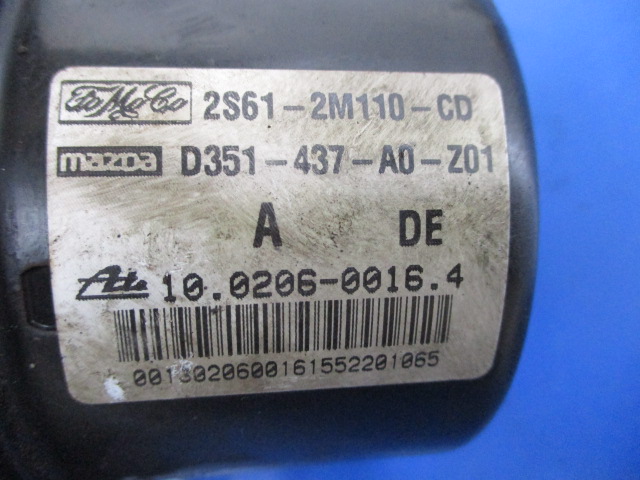 FoMoCo 2S61-2M110-CD
mazda D351-437-A0-Z01
A DE
Ate 10.0206-0016.4
0013020600161552201065